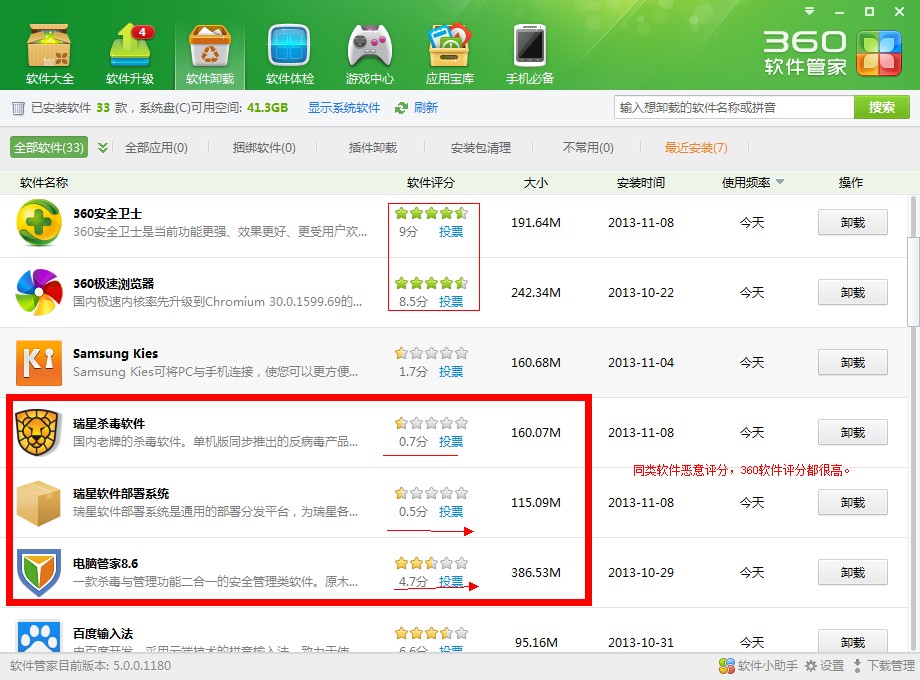 4
软件大全 软件升级 软件卸载 软件体检 游戏中心 应用宝库 手机必备
360
软件管家
已安装软件 33 款，系统盘(C)可用空间: 41.3GB 显示系统软件 刷新
输入想卸载的软件名称或拼音 搜索
全部软件(33) 全部应用(0) 捆绑软件(0) 插件卸载 安装包清理 不常用(0) 最近安装(7)
软件名称 软件评分 大小 安装时间 使用频率 操作
360安全卫士
360安全卫士是当前功能更强、效果更好、更受用户欢... 9分 投票 191.64M 2013-11-08 今天 卸载
360极速浏览器
国内极速内核率先升级到Chromium 30.0.1599.69的... 8.5分 投票 242.34M 2013-10-22 今天 卸载
Ki
Samsung Kies
Samsung Kies可将PC与手机连接，使您可以更方便... 1.7分 投票 160.68M 2013-11-04 今天 卸载
瑞星杀毒软件
国内老牌的杀毒软件。单机版同步推出的反病毒产品... 0.7分 投票 160.07M 2013-11-08 今天 卸载
同类软件恶意评分，360软件评分都很高。
瑞星软件部署系统
瑞星软件部署系统是通用的部署分发平台，为瑞星各... 0.5分 投票 115.09M 2013-11-08 今天 卸载
电脑管家8.6
一款杀毒与管理功能二合一的安全管理类软件。原木... 4.7分 投票 386.53M 2013-10-29 今天 卸载
百度输入法
由百度开发，采用云端技术的拼音输入法，致力于使 6.6分 投票 95.16M 2013-10-31 今天 卸载
软件管家目前版本: 5.0.0.1180 软件小助手 设置 下载管理